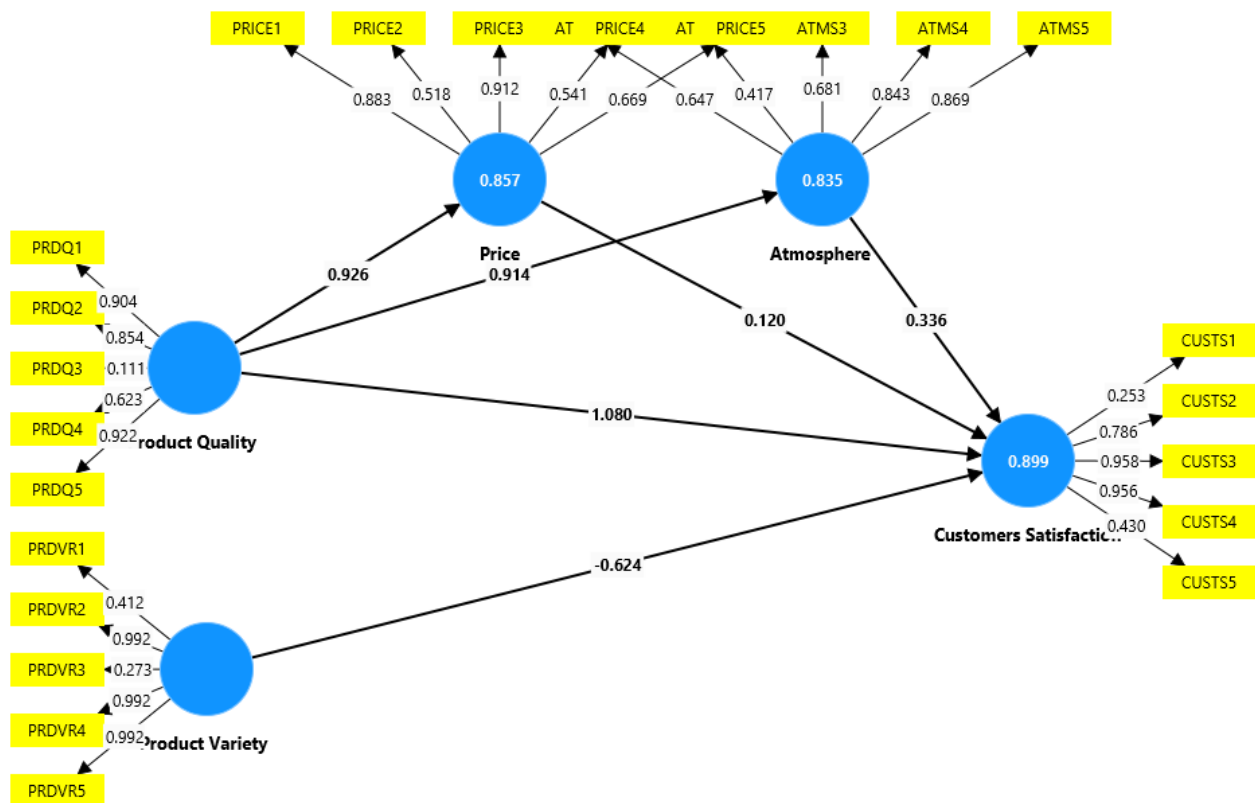 PRICE1
PRICE2
PRICE3
AT
PRICE4
AT
PRICE5
ATMS3
ATMS4
ATMS5
0.883
0.518
0.912
0.541
0.669
0.647
0.417
0.681
0.843
0.869
0.857
0.835
Price
Atmosphere
PRDQ1
PRDQ2
PRDQ3
PRDQ4
PRDQ5
0.904
0.854
0.111
0.623
0.922
roduct Quality
0.926
0.914
0.120
0.336
1.080
-0.624
0.899
Customers Satisfactio
CUSTS1
CUSTS2
CUSTS3
CUSTS4
CUSTS5
0.253
0.786
0.958
0.956
0.430
PRDVR1
PRDVR2
PRDVR3
PRDVR4
PRDVR5
0.412
0.992
0.273
0.992
0.992
Product Variety